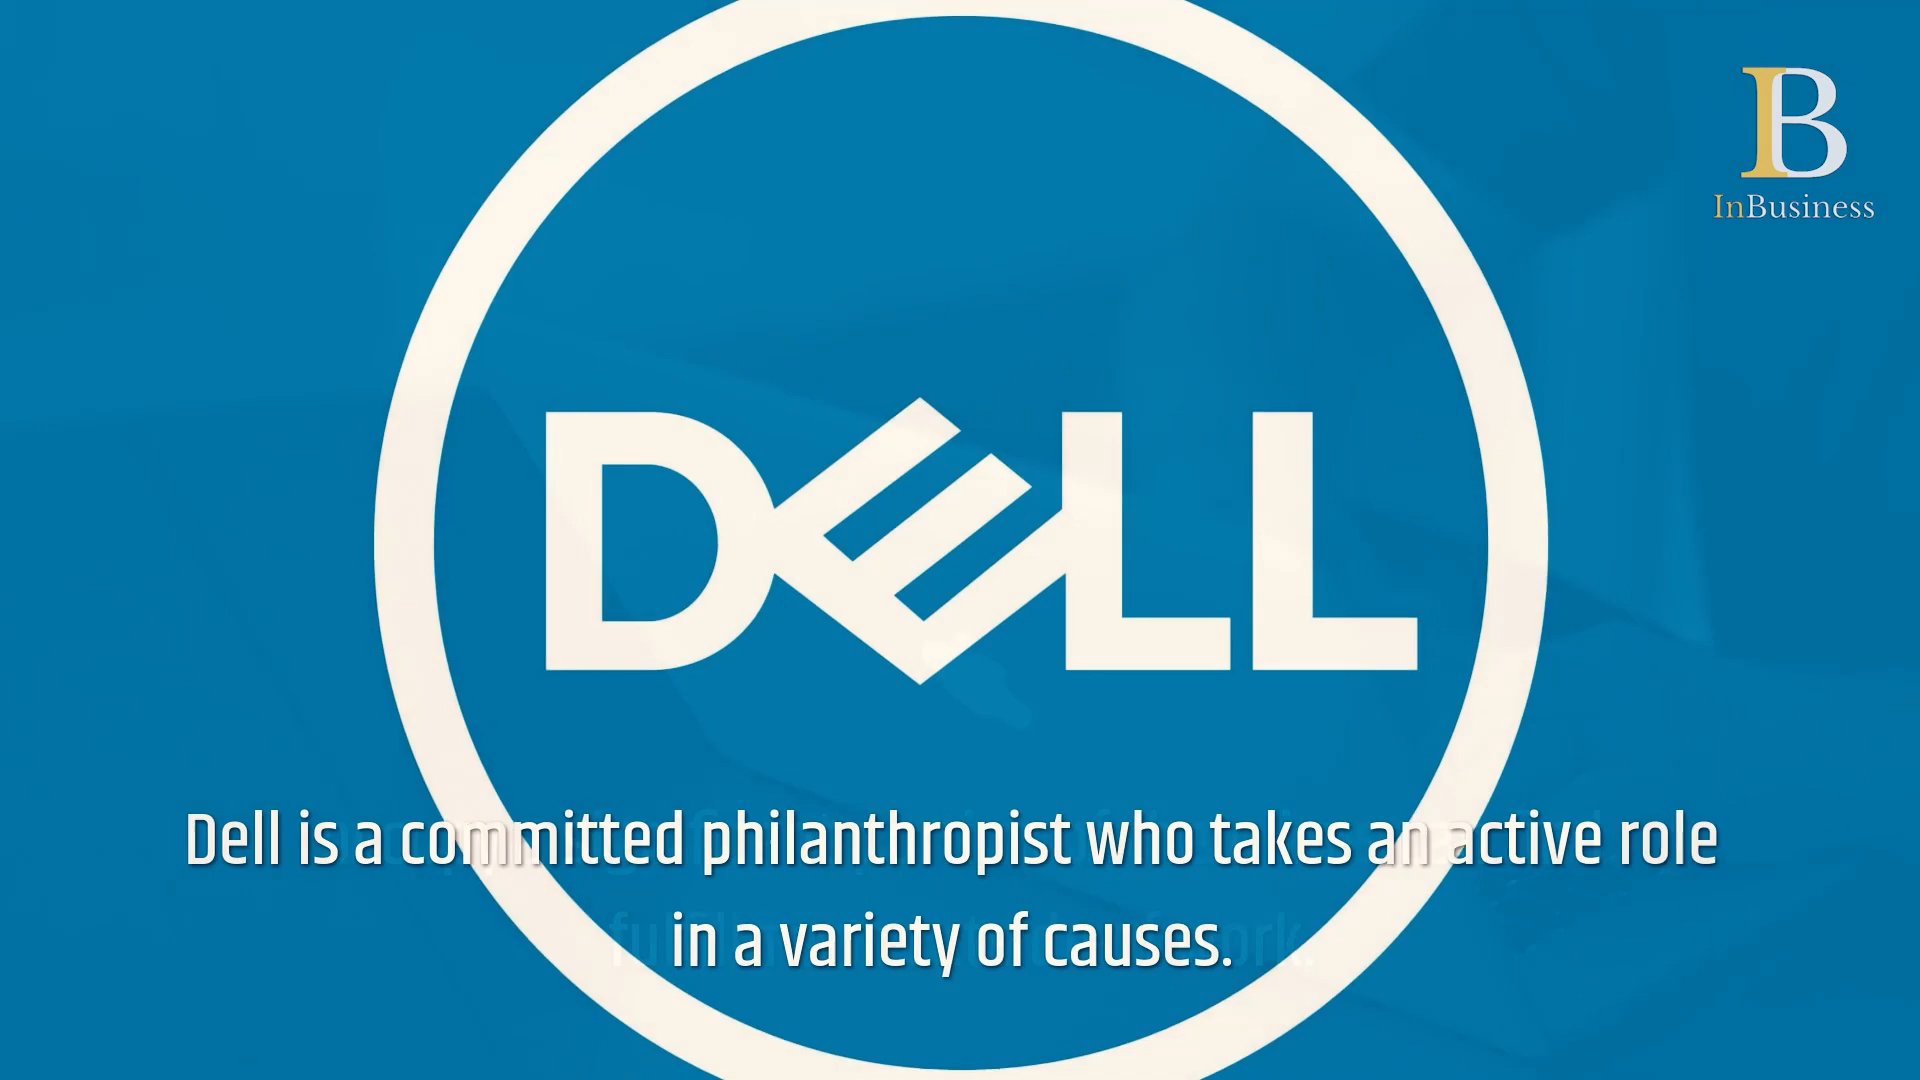 IB
InBusiness
DELL
Dell is a committed philanthropist who takes an active role
in a variety of causes.